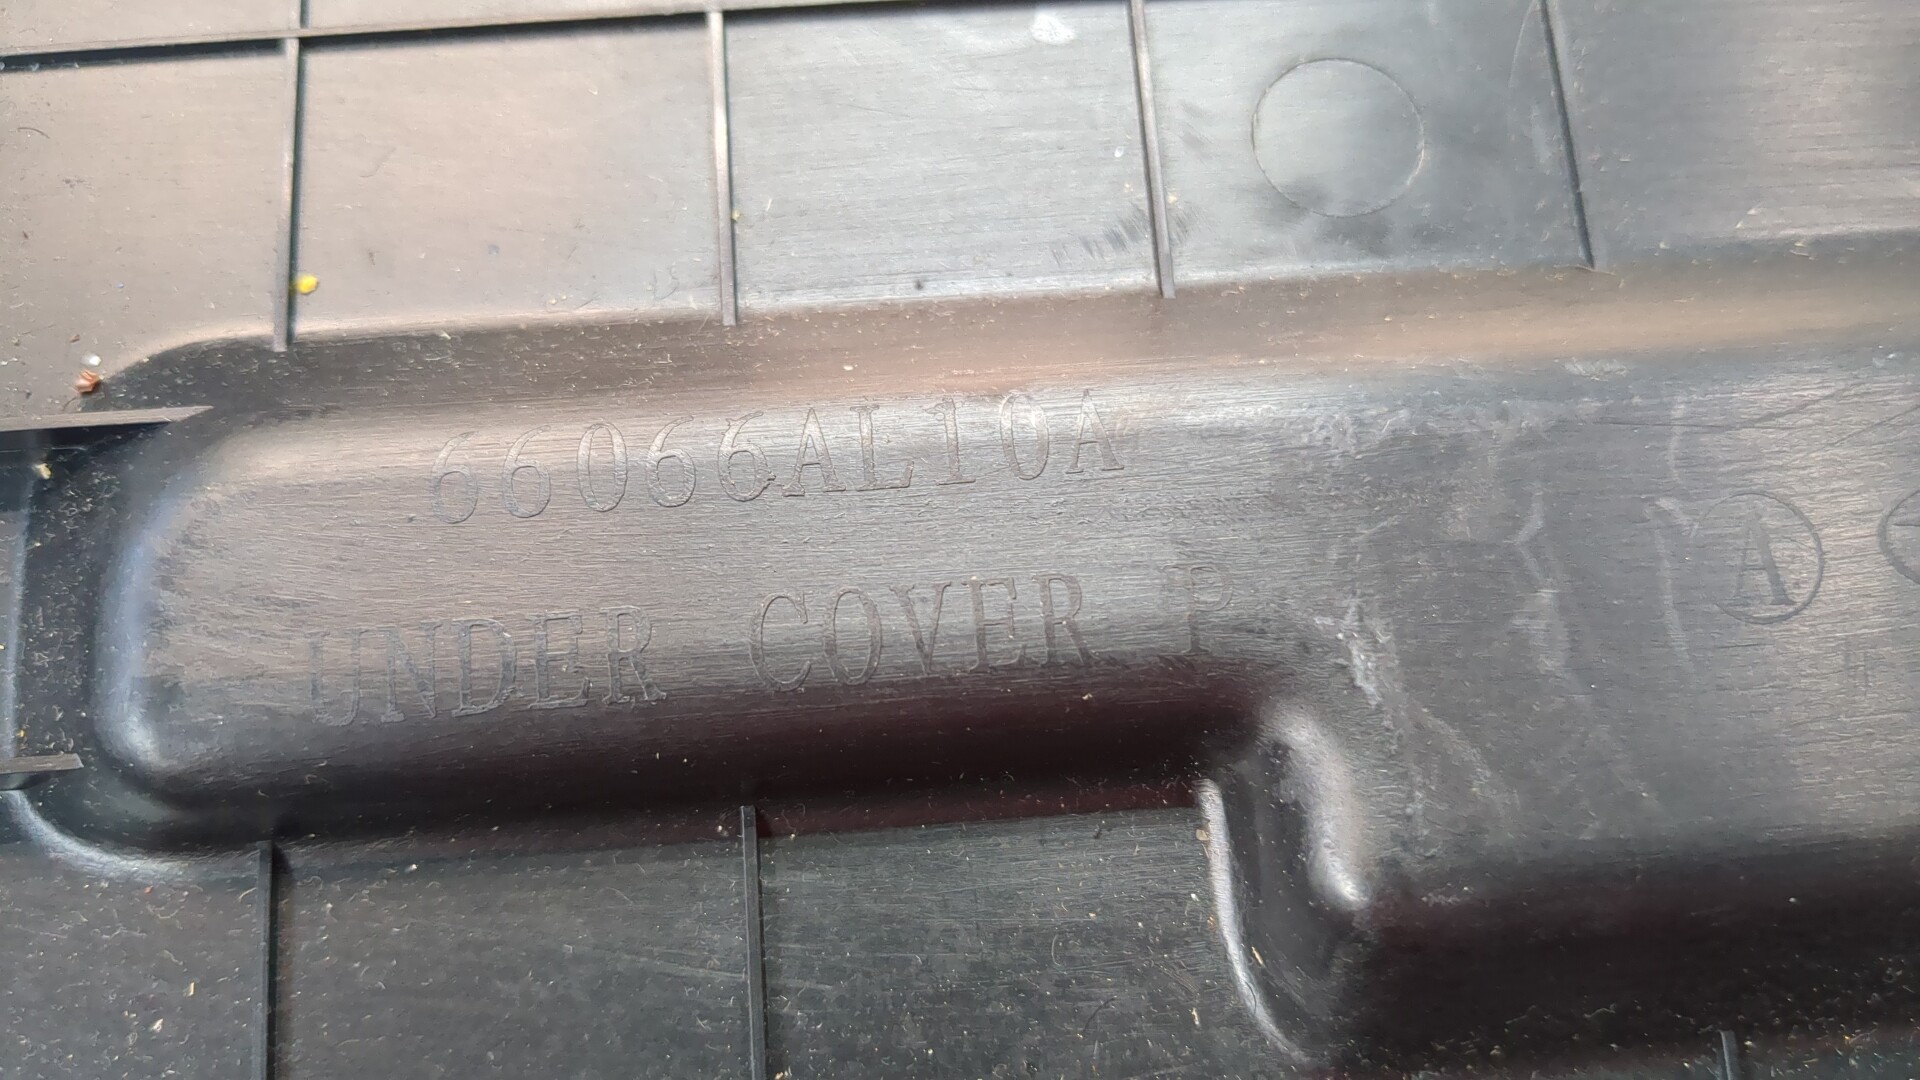 66066AL10A
UNDER COVER P
A